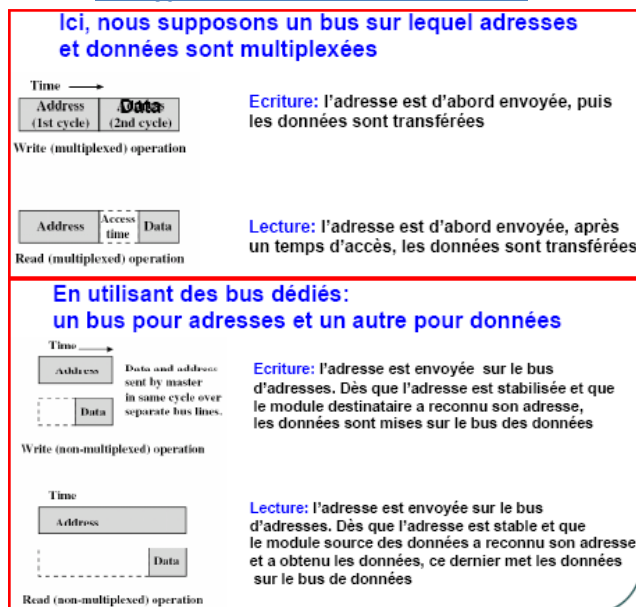 Ici, nous supposons un bus sur lequel adresses
et données sont multiplexées
Time
Address
(1st cycle)
Data
(2nd cycle)
Write (multiplexed) operation
Ecriture: l'adresse est d'abord envoyée, puis
les données sont transférées
Address
Access
time
Data
Read (multiplexed) operation
Lecture: l'adresse est d'abord envoyée, après
un temps d'accès, les données sont transférées
En utilisant des bus dédiés:
un bus pour adresses et un autre pour données
Time
Address
Data
Data and address
sent by master
in same cycle over
separate bus lines.
Write (non-multiplexed) operation
Ecriture: l'adresse est envoyée sur le bus
d'adresses. Dès que l'adresse est stabilisée et que
le module destinataire a reconnu son adresse,
les données sont mises sur le bus des données
Time
Address
Data
Read (non-multiplexed) operation
Lecture: l'adresse est envoyée sur le bus
d'adresses. Dès que l'adresse est stable et que
le module source des données a reconnu son adresse
et a obtenu les données, ce dernier met les données
sur le bus de données